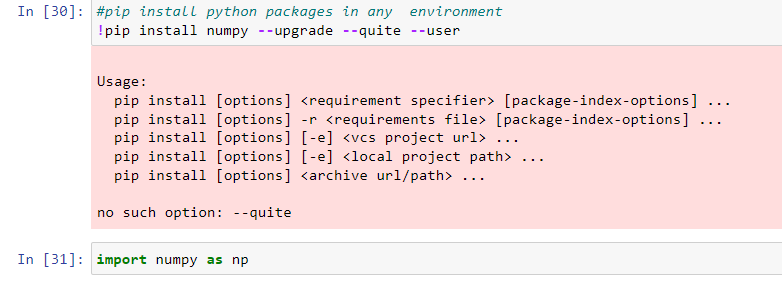 In [30]: #pip install python packages in any  environment
!pip install numpy --upgrade --quite --user
Usage:
  pip install [options] <requirement specifier> [package-index-options] ...
  pip install [options] -r <requirements file> [package-index-options] ...
  pip install [options] [-e] <vcs project url> ...
  pip install [options] [-e] <local project path> ...
  pip install [options] <archive url/path> ...
no such option: --quite
In [31]: import numpy as np